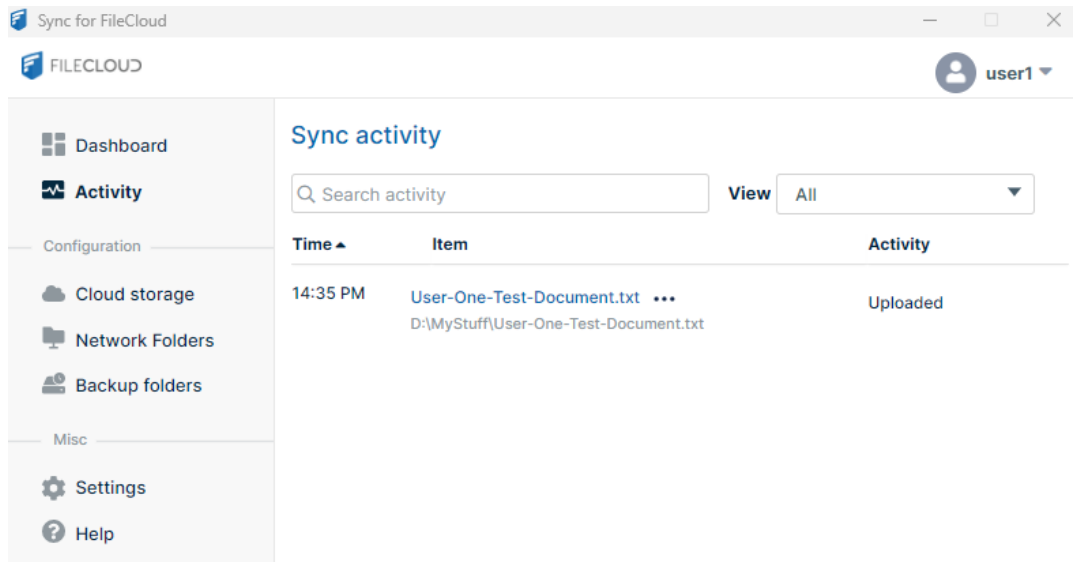 Sync for FileCloud
FILECLOUD
user1
Dashboard
Activity
Configuration
Cloud storage
Network Folders
Backup folders
Misc
Settings
Help
Sync activity
Search activity
View All
Time Item Activity
14:35 PM User-One-Test-Document.txt ••• Uploaded
D:\MyStuff\User-One-Test-Document.txt